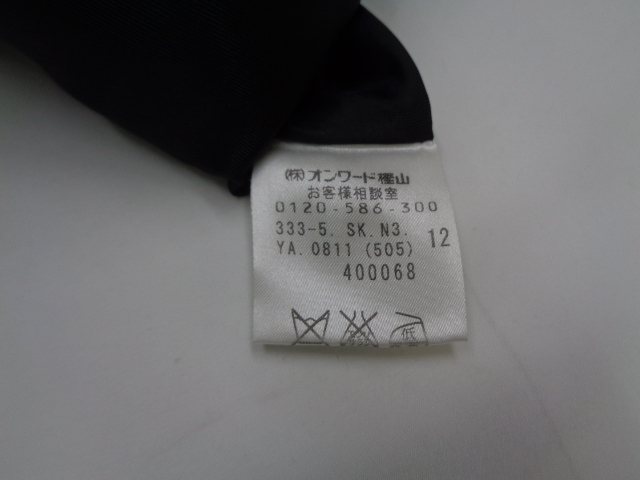 (株)オンワード樫山
お客様相談室
0120-586-300
333-5. SK. N3.
YA. 0811 (505) 12
400068
低